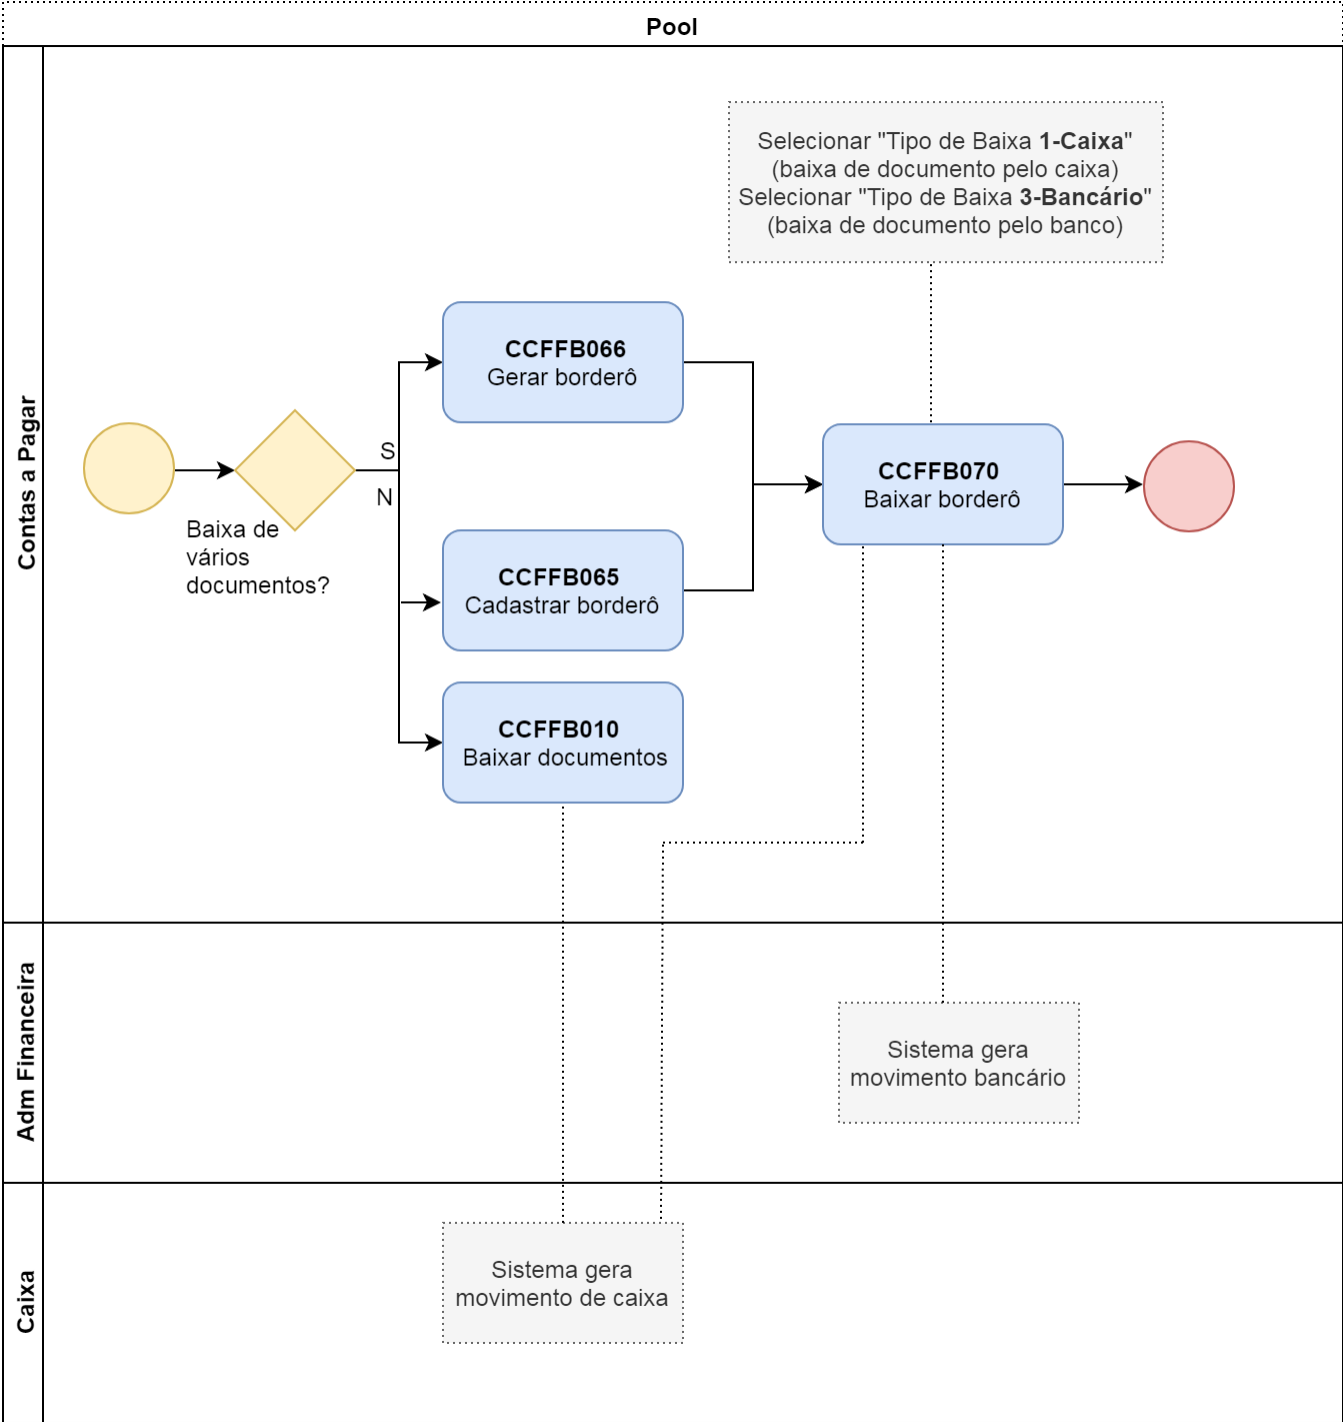 Pool
Contas a Pagar
Selecionar "Tipo de Baixa 1-Caixa"
(baixa de documento pelo caixa)
Selecionar "Tipo de Baixa 3-Bancário"
(baixa de documento pelo banco)
CCFFB066
Gerar borderô
S
N
Baixa de
vários
documentos?
CCFFB070
Baixar borderô
CCFFB065
Cadastrar borderô
CCFFB010
Baixar documentos
Adm Financeira
Sistema gera
movimento bancário
Caixa
Sistema gera
movimento de caixa